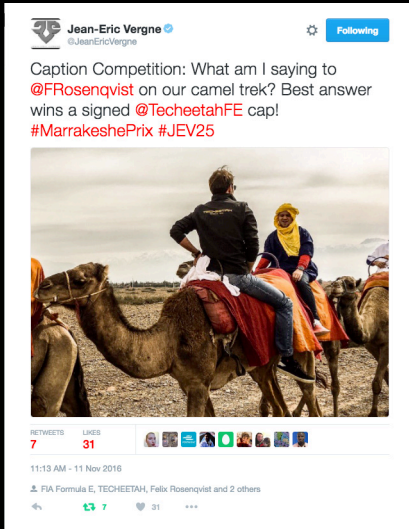 Jean-Eric Vergne
@JeanEricVergne
Following
Caption Competition: What am I saying to
@FRosenqvist on our camel trek? Best answer
wins a signed @TecheetahFE cap!
#MarrakeshePrix #JEV25
TECHEETAH
RETWEETS LIKES
7 31
11:13 AM - 11 Nov 2016
FIA Formula E, TECHEETAH, Felix Rosenqvist and 2 others
7 31